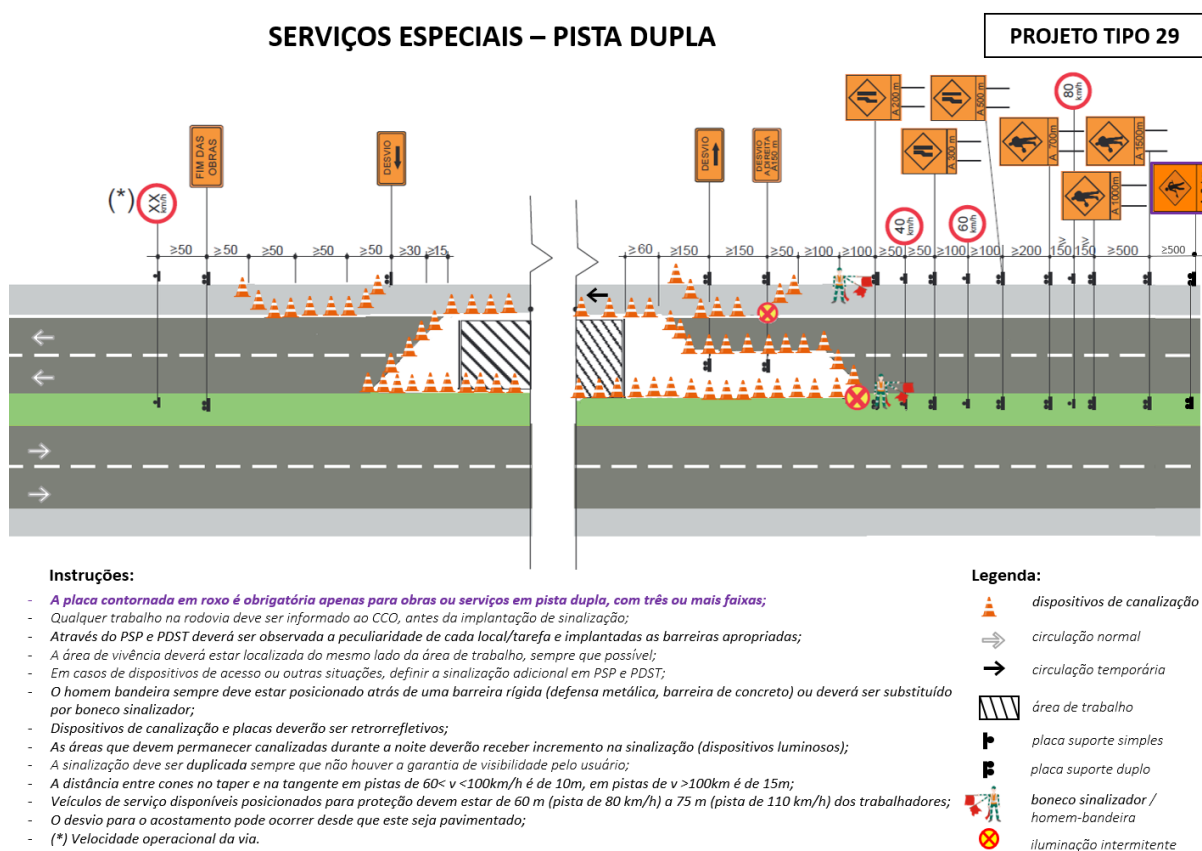 SERVIÇOS ESPECIAIS – PISTA DUPLA
PROJETO TIPO 29
(*)
XX
km/h
FIM DAS
OBRAS
DESVIO
DESVIO
DESVIO
A DIREITA
A150 m
A 200 m
A 300 m
A 500 m
40
km/h
60
km/h
80
km/h
A 700m
A 1000m
A 1500m
≥50
≥50
≥50
≥50
≥50
≥30
≥15
≥ 60
≥150
≥150
≥50
≥100
≥100
≥50
≥50
≥100
≥100
≥200
150
150
≥500
≥500
Instruções:
- A placa contornada em roxo é obrigatória apenas para obras ou serviços em pista dupla, com três ou mais faixas;
- Qualquer trabalho na rodovia deve ser informado ao CCO, antes da implantação de sinalização;
- Através do PSP e PDST deverá ser observada a peculiaridade de cada local/tarefa e implantadas as barreiras apropriadas;
- A área de vivência deverá estar localizada do mesmo lado da área de trabalho, sempre que possível;
- Em casos de dispositivos de acesso ou outras situações, definir a sinalização adicional em PSP e PDST;
- O homem bandeira sempre deve estar posicionado atrás de uma barreira rígida (defensa metálica, barreira de concreto) ou deverá ser substituído
por boneco sinalizador;
- Dispositivos de canalização e placas deverão ser retrorrefletivos;
- As áreas que devem permanecer canalizadas durante a noite deverão receber incremento na sinalização (dispositivos luminosos);
- A sinalização deve ser duplicada sempre que não houver a garantia de visibilidade pelo usuário;
- A distância entre cones no taper e na tangente em pistas de 60< v <100km/h é de 10m, em pistas de v >100km é de 15m;
- Veículos de serviço disponíveis posicionados para proteção devem estar de 60 m (pista de 80 km/h) a 75 m (pista de 110 km/h) dos trabalhadores;
- O desvio para o acostamento pode ocorrer desde que este seja pavimentado;
- (*) Velocidade operacional da via.
Legenda:
dispositivos de canalização
circulação normal
circulação temporária
área de trabalho
placa suporte simples
placa suporte duplo
boneco sinalizador /
homem-bandeira
iluminação intermitente